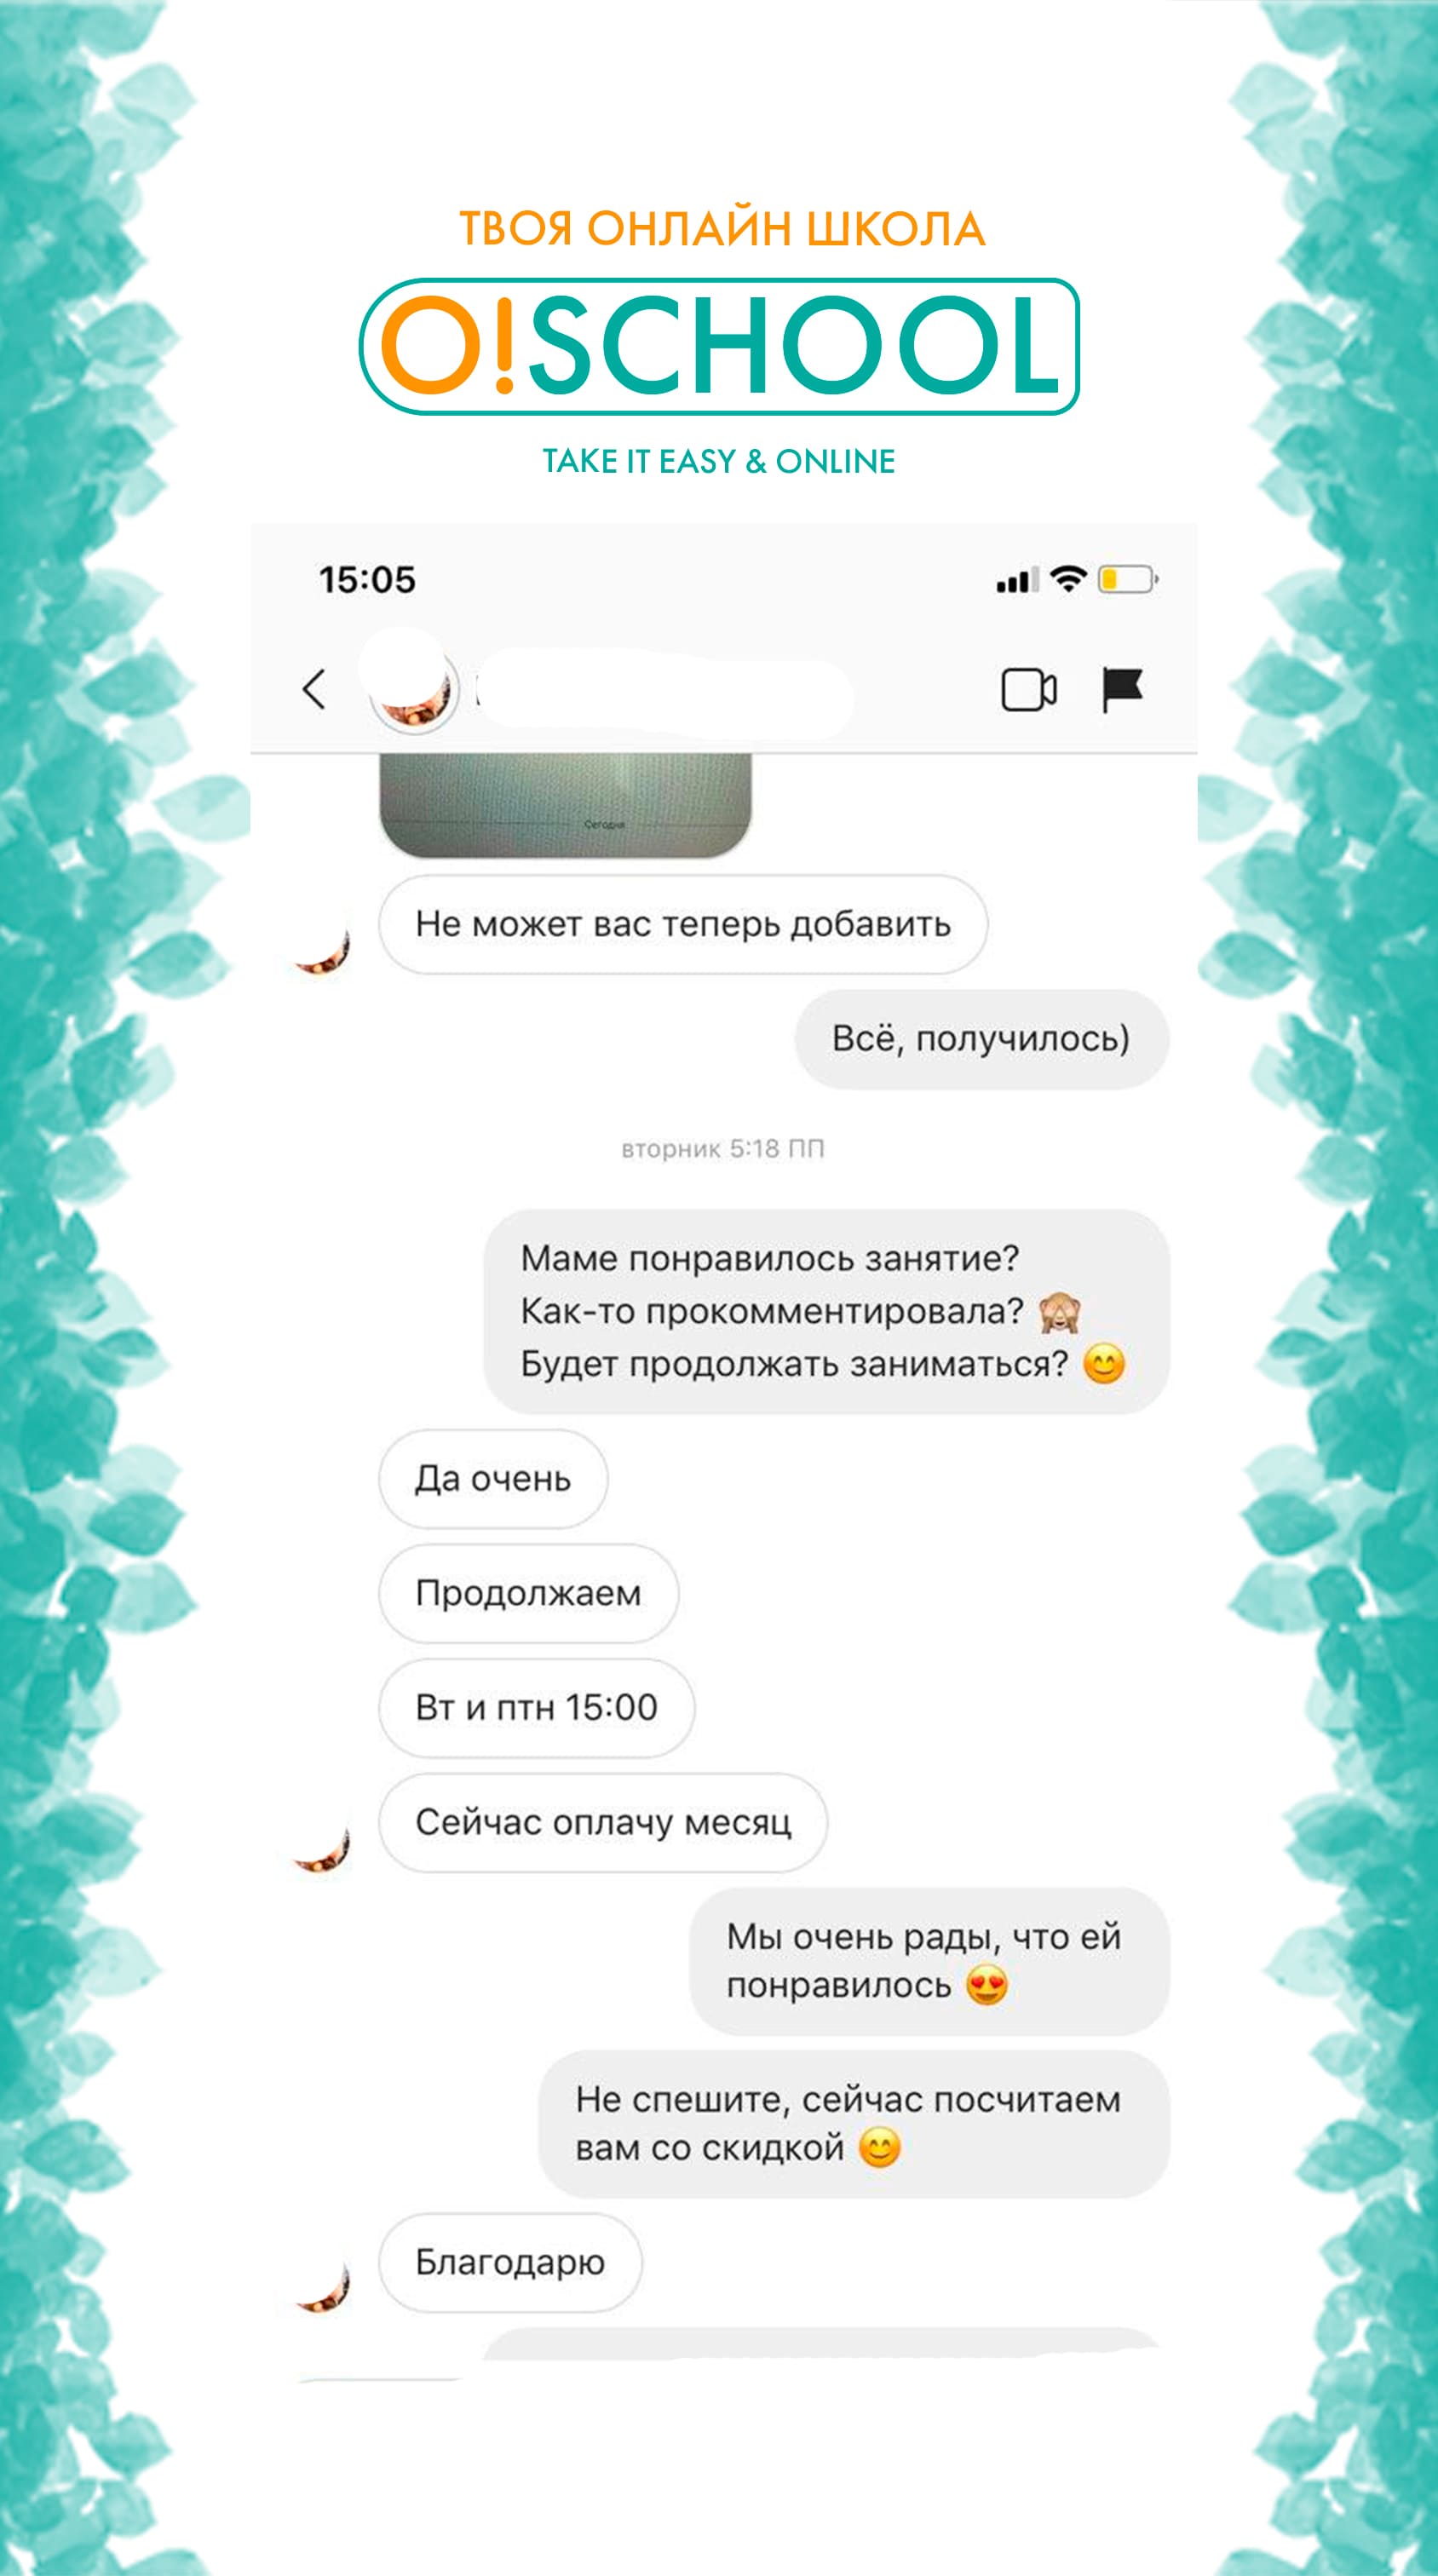 ТВОЯ ОНЛАЙН ШКОЛА
O!SCHOOL
TAKE IT EASY & ONLINE
15:05
Сегодня
Не может вас теперь добавить
Всё, получилось)
вторник 5:18 ПП
Маме понравилось занятие?
Как-то прокомментировала? 🙈
Будет продолжать заниматься? 😊
Да очень
Продолжаем
Вт и птн 15:00
Сейчас оплачу месяц
Мы очень рады, что ей
понравилось 😍
Не спешите, сейчас посчитаем
вам со скидкой 😊
Благодарю